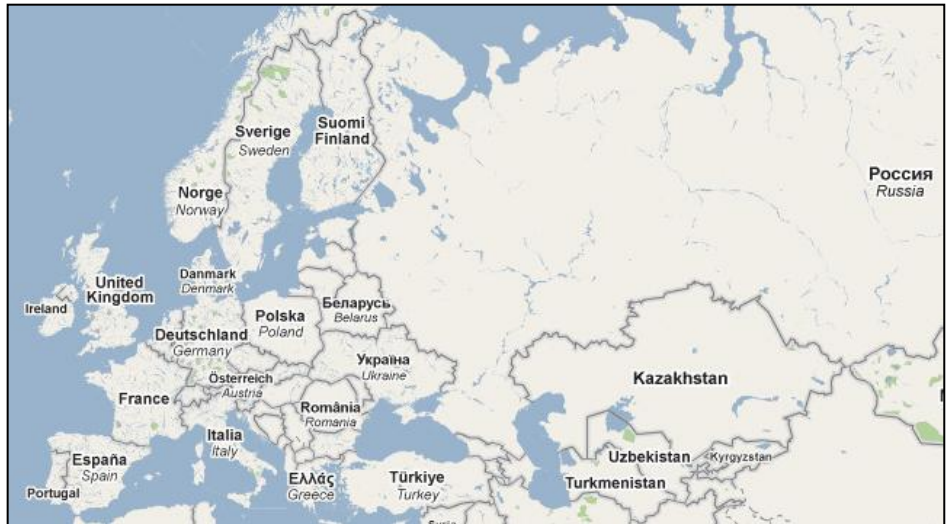 Suomi
Finland
Sverige
Sweden
Россия
Russia
Norge
Norway
Danmark
Denmark
United
Kingdom
Ireland
Беларусь
Belarus
Polska
Poland
Deutschland
Germany
Україна
Ukraine
Österreich
Austria
Kazakhstan
France
România
Romania
Italia
Italy
Uzbekistan
Kyrgyzstan
España
Spain
Ελλάς
Greece
Türkiye
Turkey
Turkmenistan
Portugal